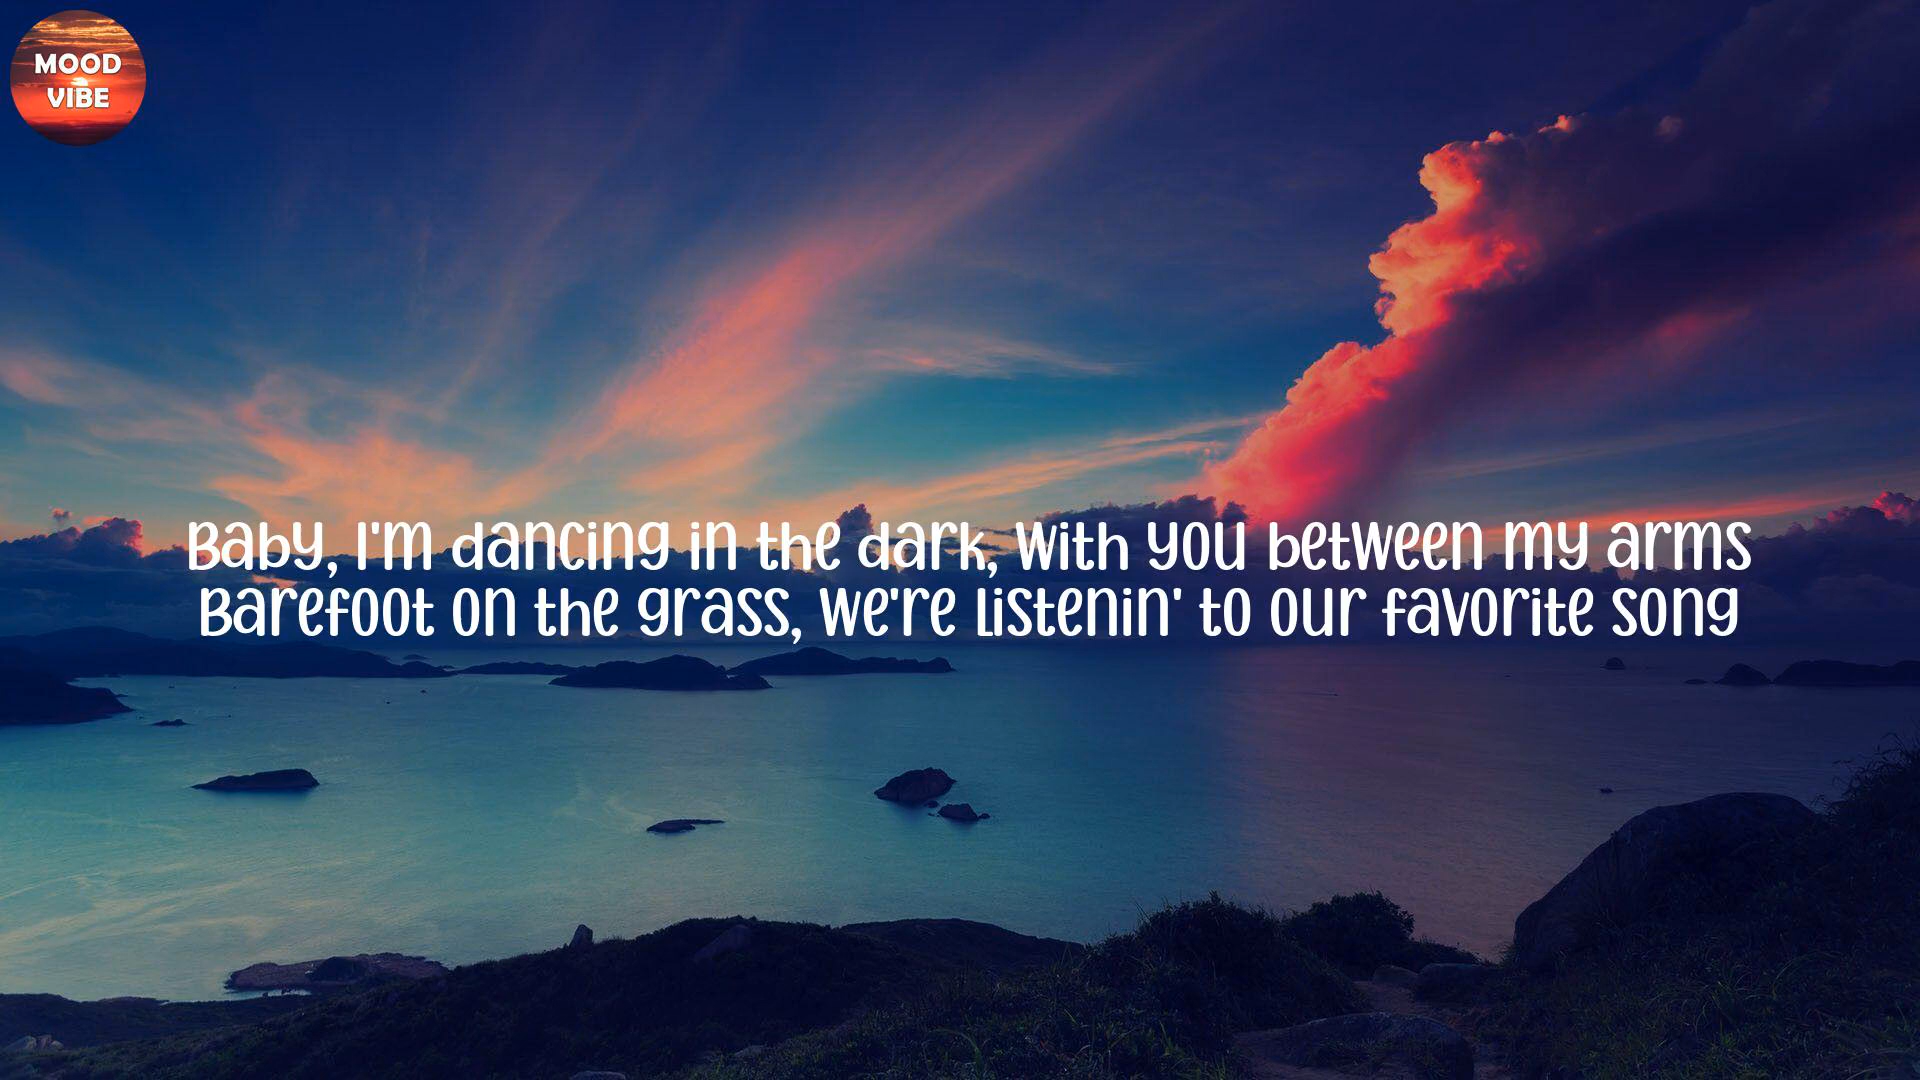 MOOD
VIBE
Baby, I'm dancing in the dark, with you between my arms
Barefoot on the grass, we're listenin' to our favorite song